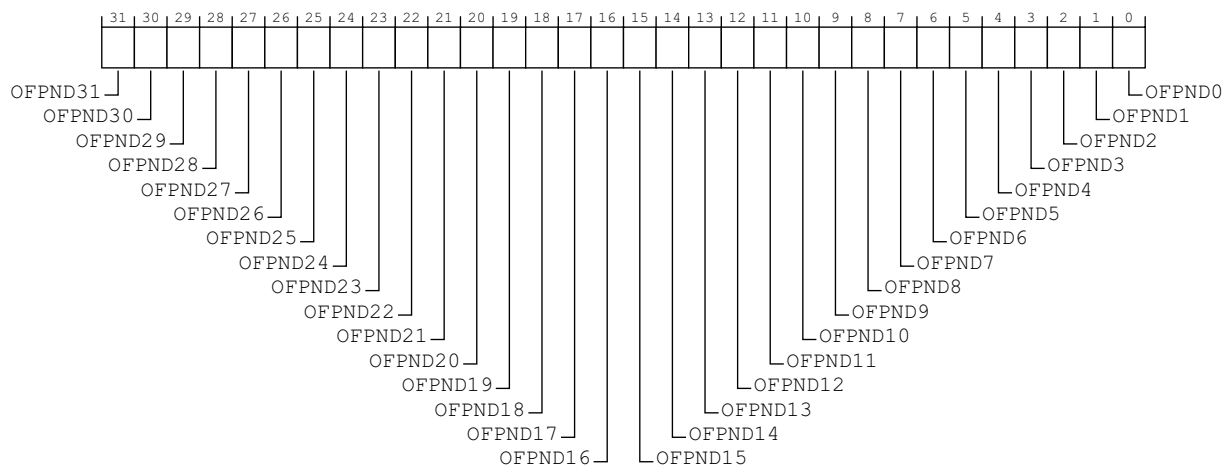 31 30 29 28 27 26 25 24 23 22 21 20 19 18 17 16 15 14 13 12 11 10 9 8 7 6 5 4 3 2 1 0
OFPND31 OFPND0
OFPND30 OFPND1
OFPND29 OFPND2
OFPND28 OFPND3
OFPND27 OFPND4
OFPND26 OFPND5
OFPND25 OFPND6
OFPND24 OFPND7
OFPND23 OFPND8
OFPND22 OFPND9
OFPND21 OFPND10
OFPND20 OFPND11
OFPND19 OFPND12
OFPND18 OFPND13
OFPND17 OFPND14
OFPND16 OFPND15